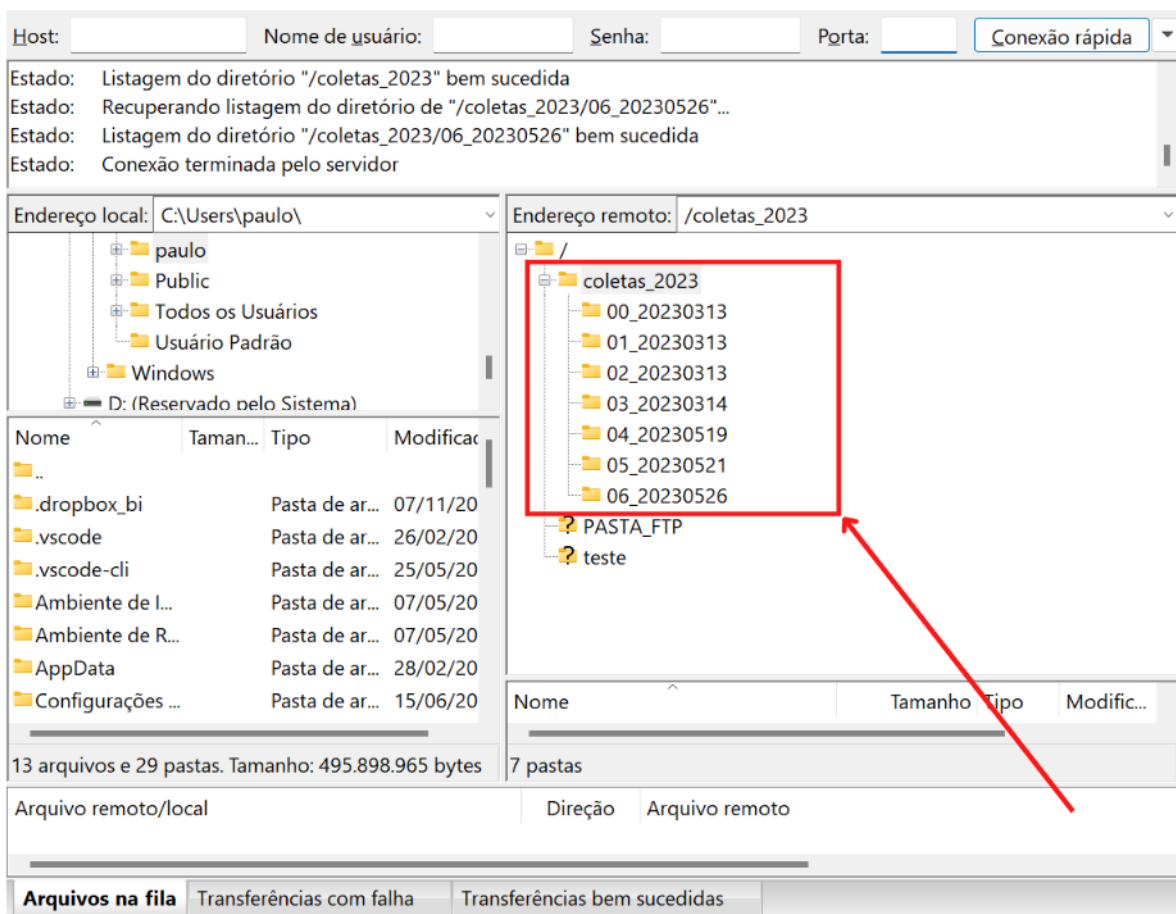 Host: Nome de usuário: Senha: Porta: Conexão rápida
Estado: Listagem do diretório "/coletas_2023" bem sucedida
Estado: Recuperando listagem do diretório de "/coletas_2023/06_20230526"...
Estado: Listagem do diretório "/coletas_2023/06_20230526" bem sucedida
Estado: Conexão terminada pelo servidor
Endereço local: C:\Users\paulo\
paulo
Public
Todos os Usuários
Usuário Padrão
Windows
D: (Reservado pelo Sistema)
Nome Taman... Tipo Modificaç
..
.dropbox_bi Pasta de ar... 07/11/20
.vscode Pasta de ar... 26/02/20
.vscode-cli Pasta de ar... 25/05/20
Ambiente de I... Pasta de ar... 07/05/20
Ambiente de R... Pasta de ar... 07/05/20
AppData Pasta de ar... 28/02/20
Configurações ... Pasta de ar... 15/06/20
13 arquivos e 29 pastas. Tamanho: 495.898.965 bytes
Endereço remoto: /coletas_2023
/
coletas_2023
00_20230313
01_20230313
02_20230313
03_20230314
04_20230519
05_20230521
06_20230526
PASTA_FTP
teste
Nome Tamanho Tipo Modific...
7 pastas
Arquivo remoto/local Direção Arquivo remoto
Arquivos na fila Transferências com falha Transferências bem sucedidas